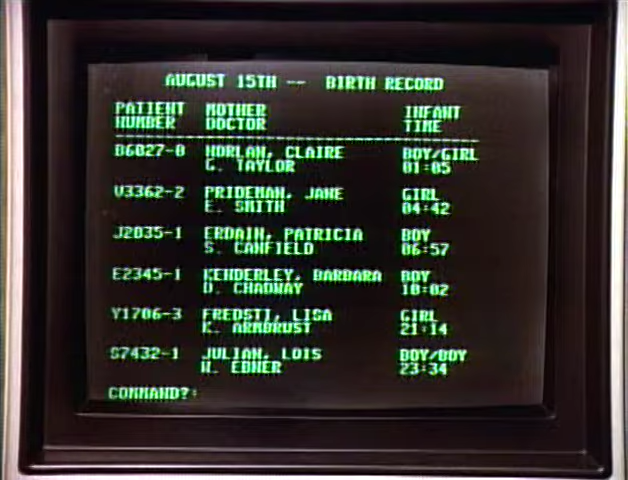 AUGUST 15TH -- BIRTH RECORD
PATIENT MOTHER INFANT
NUMBER DOCTOR TIME
B6027-0 NORLAN, CLAIRE BOY/GIRL
G. TAYLOR 01:05
V3362-2 PRIDEMAN, JANE GIRL
E. SMITH 04:42
J2035-1 ERDAIN, PATRICIA BOY
S. CANFIELD 06:57
E2345-1 KENDERLEY, BARBARA BOY
D. CHADWAY 10:02
Y1706-3 FREDSTI, LISA GIRL
K. ARMBRUST 21:14
S7432-1 JULIAN, LOIS BOY/BOY
W. EBNER 23:34
COMMAND?: